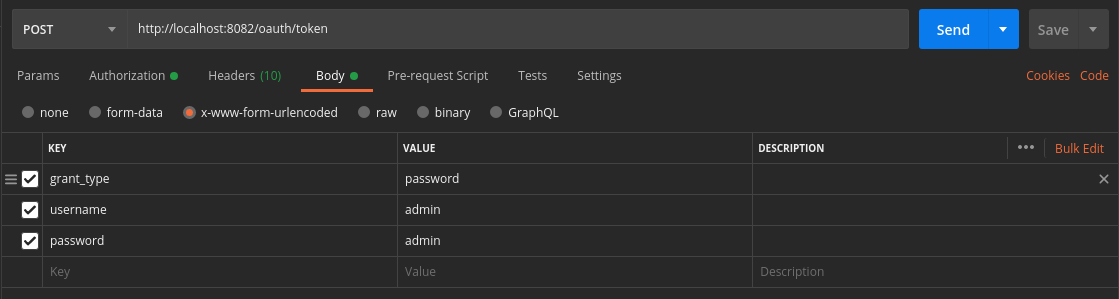 POST http://localhost:8082/oauth/token Send Save
Params Authorization Headers (10) Body Pre-request Script Tests Settings Cookies Code
none form-data x-www-form-urlencoded raw binary GraphQL
KEY VALUE DESCRIPTION ••• Bulk Edit
grant_type password
username admin
password admin
Key Value Description